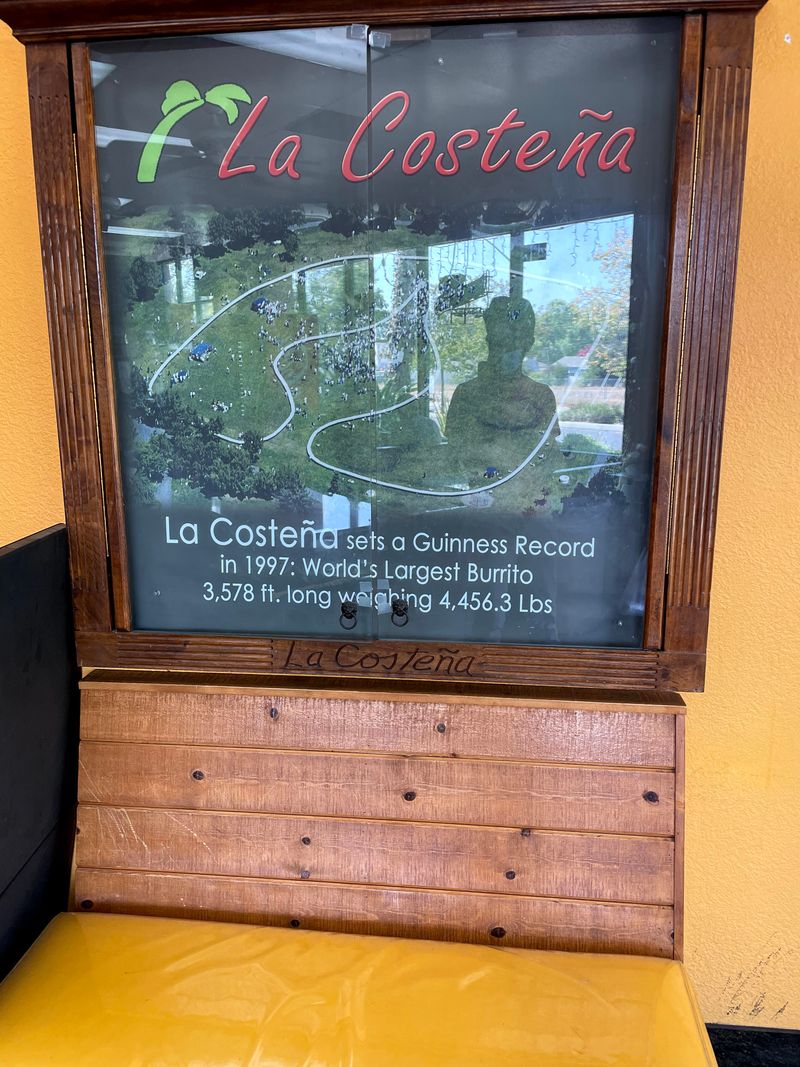 La Costeña
La Costeña sets a Guinness Record
in 1997: World's Largest Burrito
3,578 ft. long weighing 4,456.3 Lbs
La Costeña